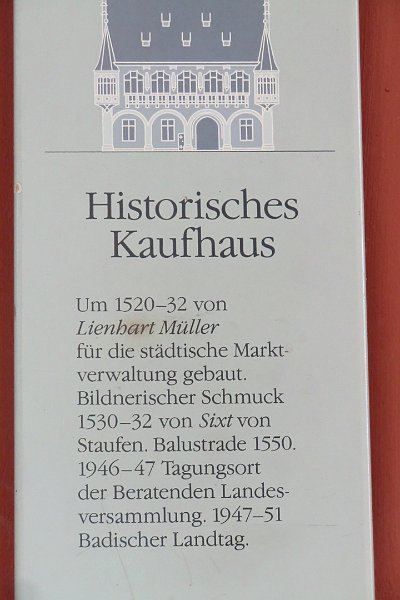 Historisches
Kaufhaus
Um 1520–32 von
Lienhart Müller
für die städtische Markt-
verwaltung gebaut.
Bildnerischer Schmuck
1530–32 von Sixt von
Staufen. Balustrade 1550.
1946–47 Tagungsort
der Beratenden Landes-
versammlung. 1947–51
Badischer Landtag.